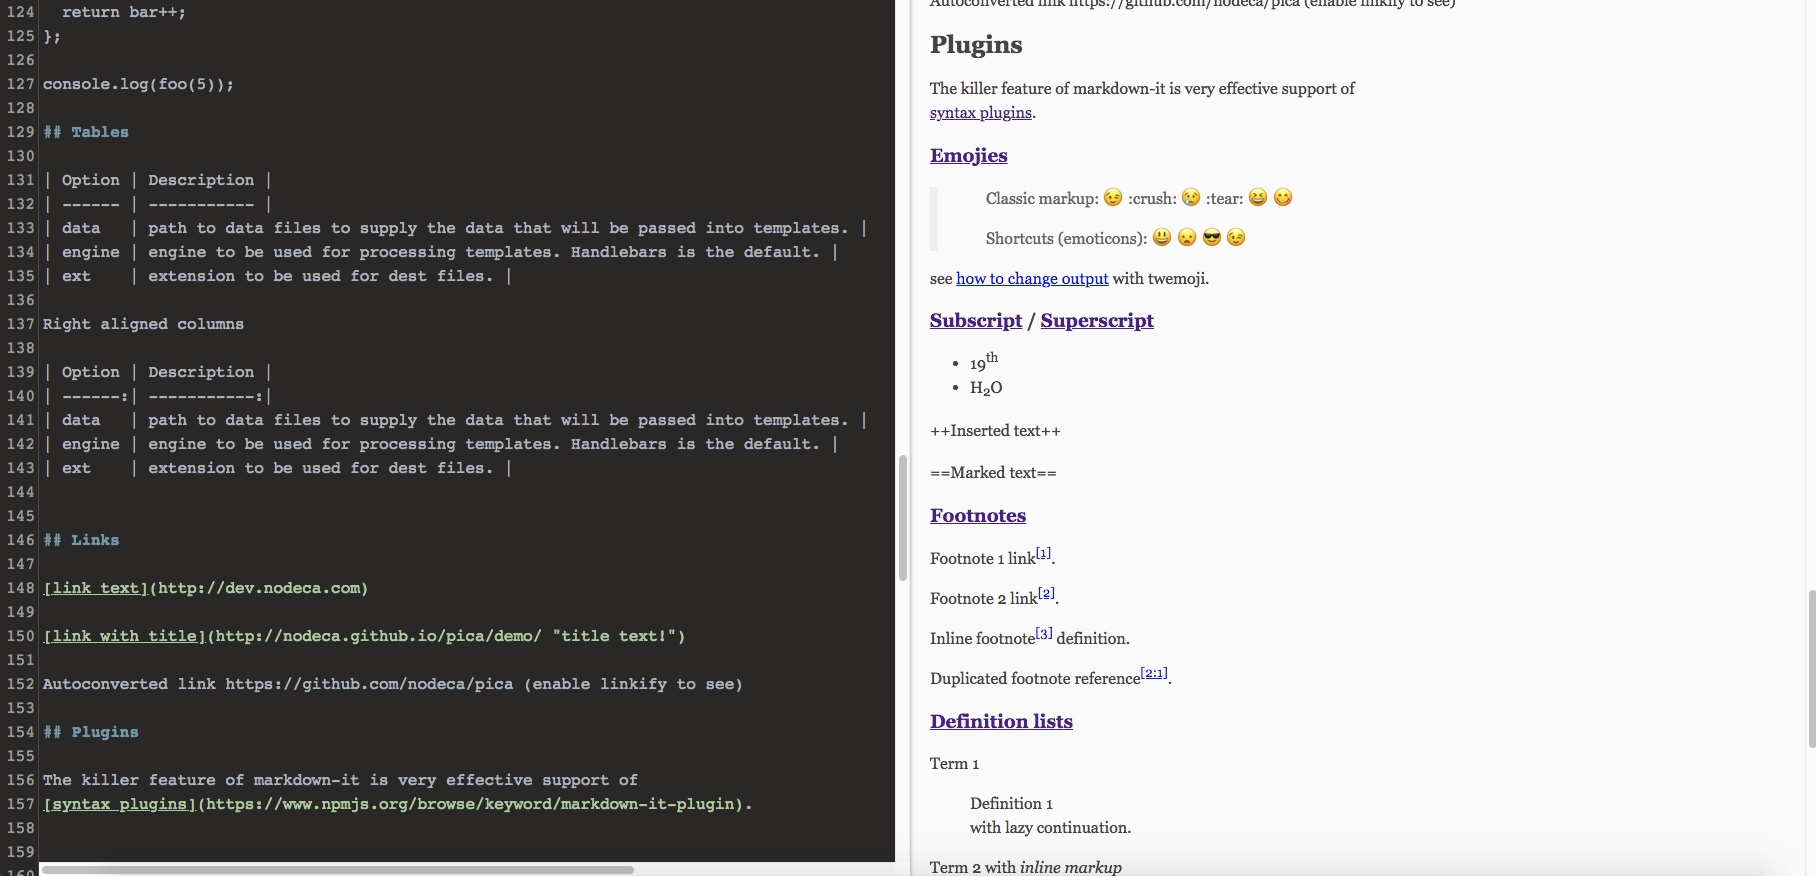 124   return bar++;
125 };
126
127 console.log(foo(5));
128
129 ## Tables
130
131 | Option | Description |
132 | ------ | ----------- |
133 | data   | path to data files to supply the data that will be passed into templates. |
134 | engine | engine to be used for processing templates. Handlebars is the default. |
135 | ext    | extension to be used for dest files. |
136
137 Right aligned columns
138
139 | Option | Description |
140 | ------:| -----------:|
141 | data   | path to data files to supply the data that will be passed into templates. |
142 | engine | engine to be used for processing templates. Handlebars is the default. |
143 | ext    | extension to be used for dest files. |
144
145
146 ## Links
147
148 [link text](http://dev.nodeca.com)
149
150 [link with title](http://nodeca.github.io/pica/demo/ "title text!")
151
152 Autoconverted link https://github.com/nodeca/pica (enable linkify to see)
153
154 ## Plugins
155
156 The killer feature of markdown-it is very effective support of
157 [syntax plugins](https://www.npmjs.org/browse/keyword/markdown-it-plugin).
158
159
160
Autoconverted link https://github.com/nodeca/pica (enable linkify to see)
Plugins
The killer feature of markdown-it is very effective support of
syntax plugins.
Emojies
Classic markup: 😉 :crush: 😢 :tear: 😆 😋
Shortcuts (emoticons): 😃 😦 😎 😉
see how to change output with twemoji.
Subscript / Superscript
• 19th
• H2O
++Inserted text++
==Marked text==
Footnotes
Footnote 1 link[1].
Footnote 2 link[2].
Inline footnote[3] definition.
Duplicated footnote reference[2:1].
Definition lists
Term 1
Definition 1
with lazy continuation.
Term 2 with inline markup